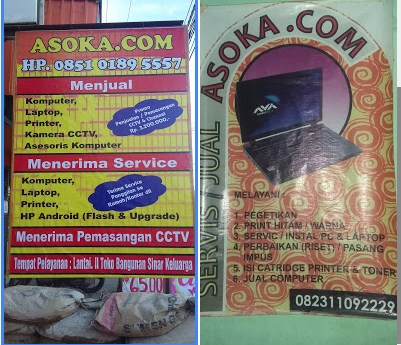 ASOKA.COM
HP. 0851 0189 5557
Menjual
Komputer,
Laptop,
Printer,
Kamera CCTV,
Asesoris Komputer
Promo
Penjualan / Pemasangan
CCTV 4 Channel
Rp. 3.200.000,-
Menerima Service
Komputer,
Laptop,
Printer,
HP Android (Flash & Upgrade)
Terima Service
Panggilan ke
Rumah/Kantor dll
Menerima Pemasangan CCTV
Tempat Pelayanan : Lantai. II Toko Bangunan Sinar Keluarga
6500
ASOKA .COM
SERVIS / JUAL
AVA
MELAYANI
1. PEGETIKAN
2. PRINT HITAM / WARNA
3. SERVIC / INSTAL PC & LAPTOP
4. PERBAIKAN (RISET) / PASANG
IMPUS
5. ISI CATRIDGE PRINTER & TONER
6. JUAL COMPUTER
082311092229